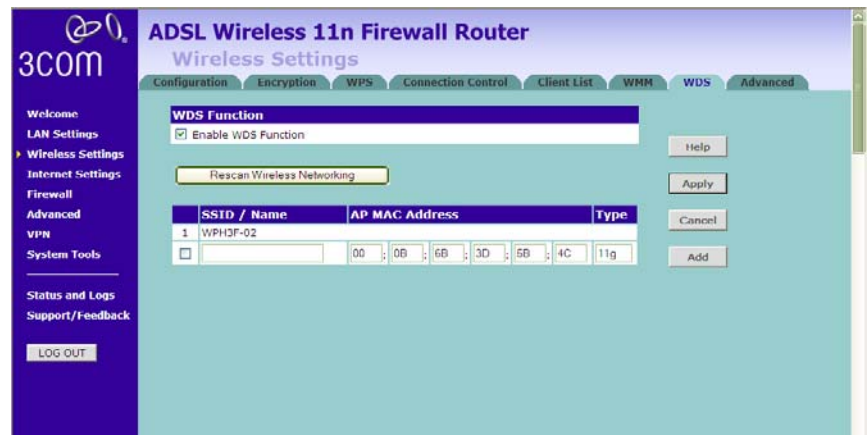 3COM
ADSL Wireless 11n Firewall Router
Wireless Settings
Configuration Encryption WPS Connection Control Client List WMM WDS Advanced
Welcome
LAN Settings
Wireless Settings
Internet Settings
Firewall
Advanced
VPN
System Tools
Status and Logs
Support/Feedback
LOG OUT
WDS Function
Enable WDS Function
Rescan Wireless Networking
SSID / Name AP MAC Address Type
1 WPH3F-02
00 : 0B : 6B : 3D : 5B : 4C 11g
Help
Apply
Cancel
Add